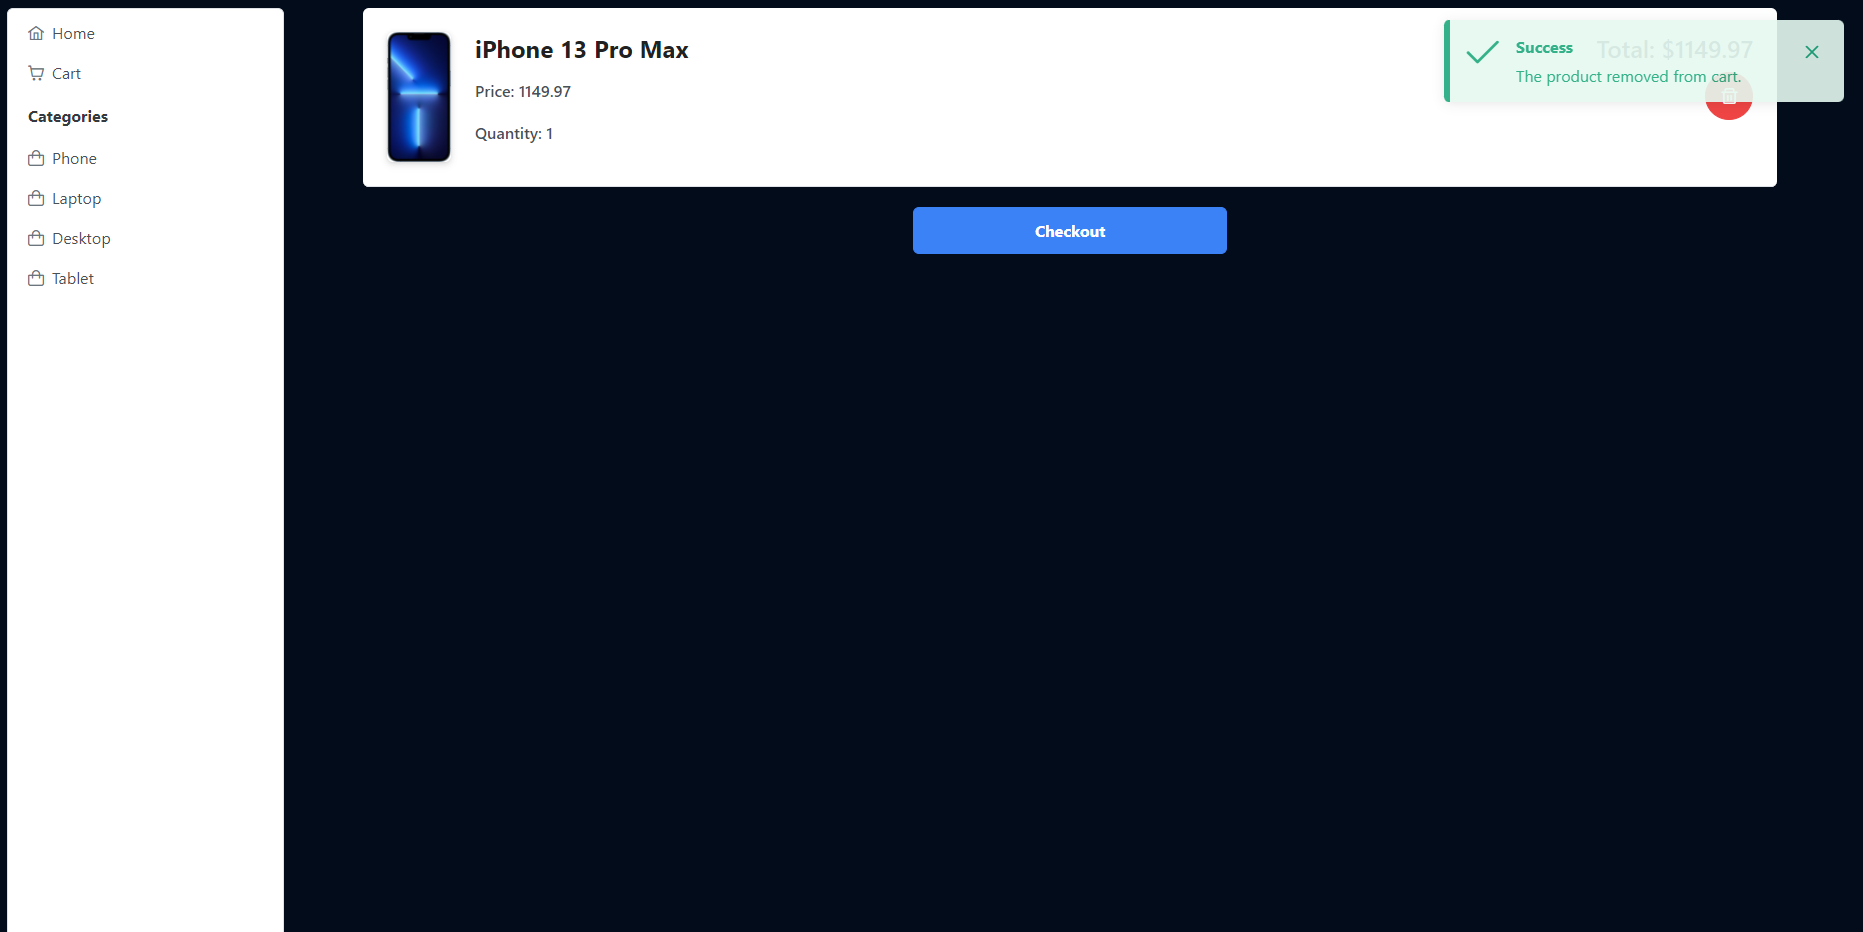 Home
Cart
Categories
Phone
Laptop
Desktop
Tablet
iPhone 13 Pro Max
Price: 1149.97
Quantity: 1
Total: $1149.97
Success
The product removed from cart.
Checkout